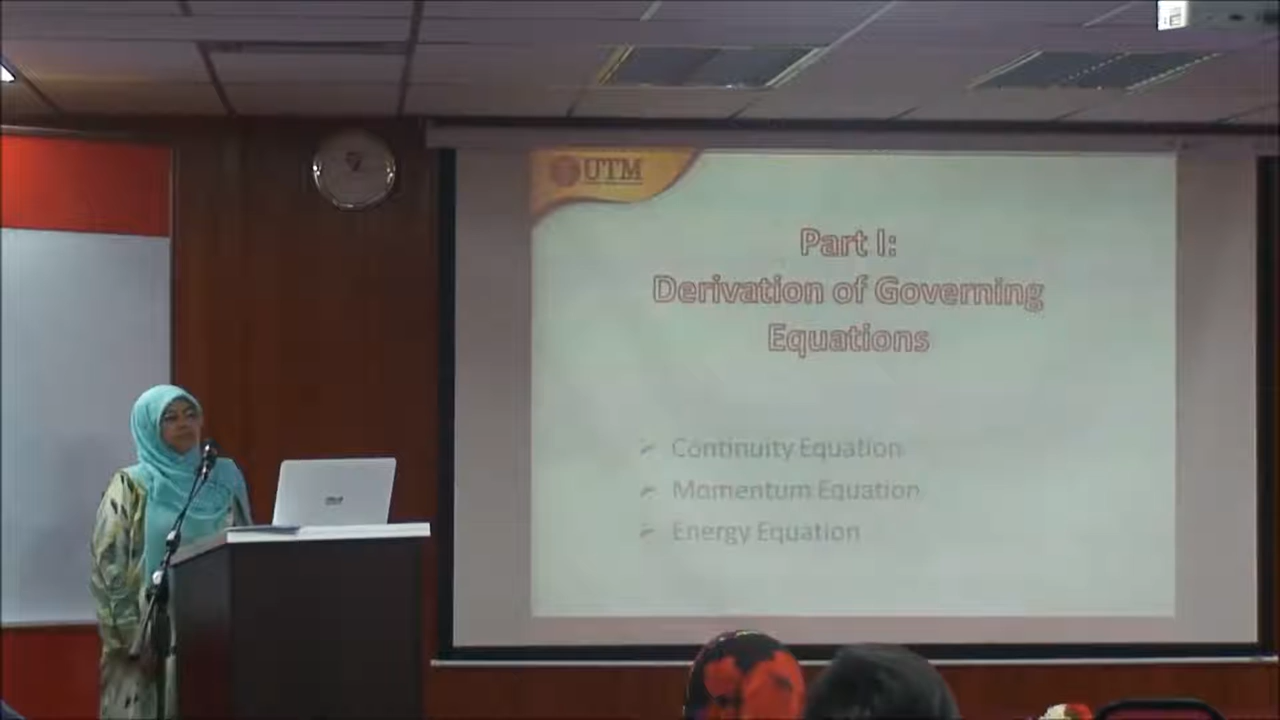 UTM
Part I:
Derivation of Governing
Equations
➢ Continuity Equation
➢ Momentum Equation
➢ Energy Equation